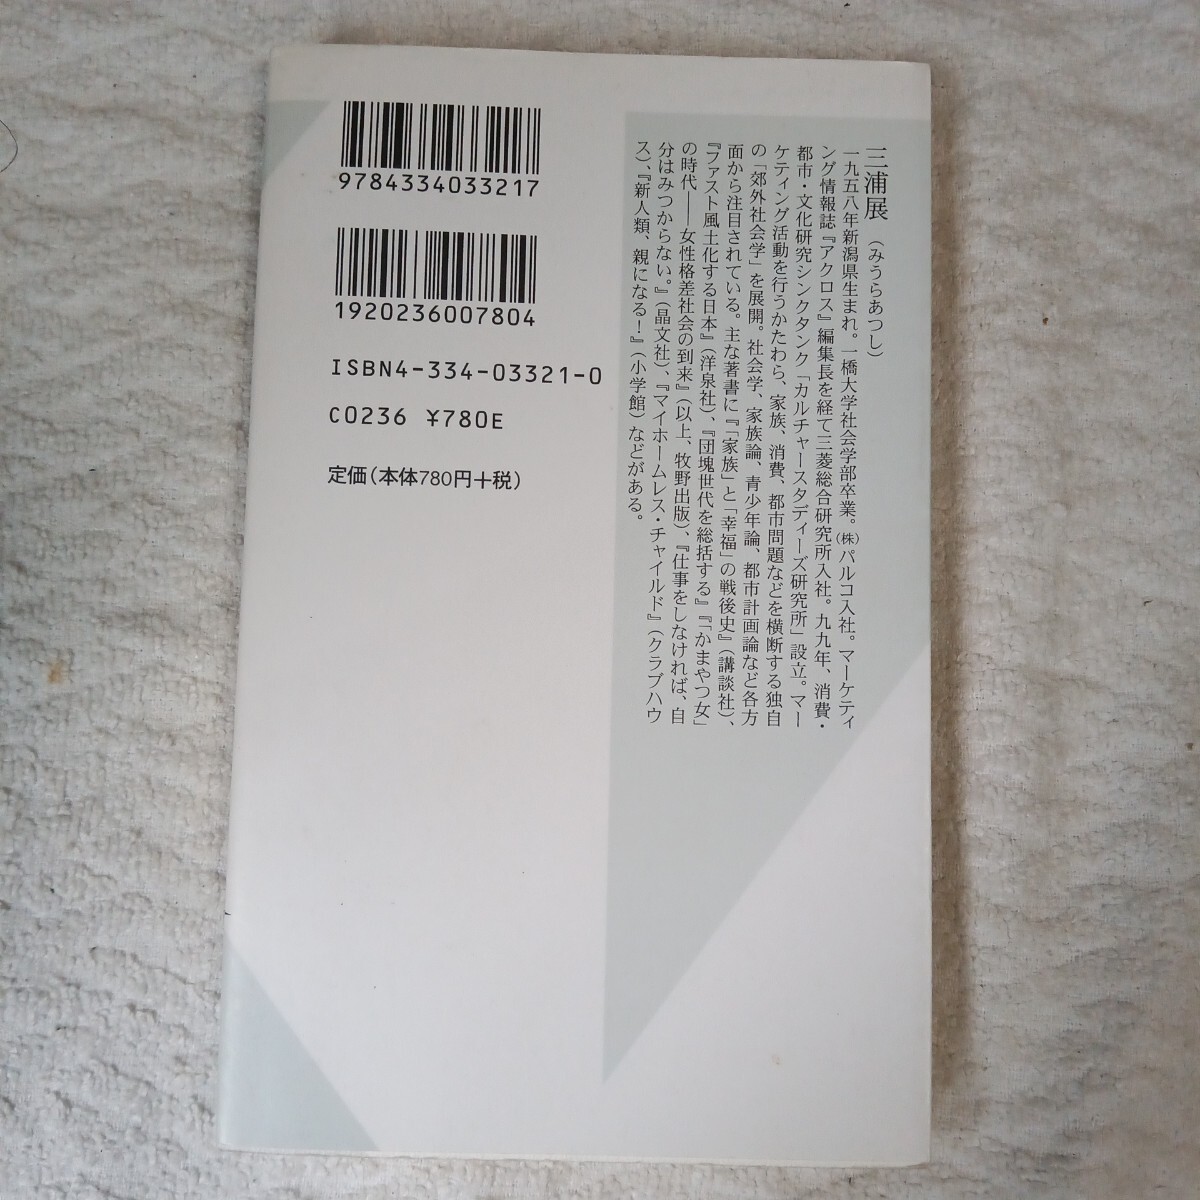 9784334033217
1920236007804
ISBN4-334-03321-0
C0236 ¥780E
定価(本体780円+税)
三浦展(みうらあつし)
一九五八年新潟県生まれ。一橋大学社会学部卒業。㈱パルコ入社。マーケティ
ング情報誌『アクロス』編集長を経て三菱総合研究所入社。九九年、消費・
都市・文化研究シンクタンク「カルチャースタディーズ研究所」設立。マー
ケティング活動を行うかたわら、家族、消費、都市問題などを横断する独自
の「郊外社会学」を展開。社会学、家族論、青少年論、都市計画論など各方
面から注目されている。主な著書に『「家族」と「幸福」の戦後史』(講談社)、
『ファスト風土化する日本』(洋泉社)、『団塊世代を総括する』『「かまやつ女」
の時代――女性格差社会の到来』(以上、牧野出版)、『仕事をしなければ、自
分はみつからない。』(晶文社)、『マイホームレス・チャイルド』(クラブハウ
ス)、『新人類、親になる!』(小学館)などがある。